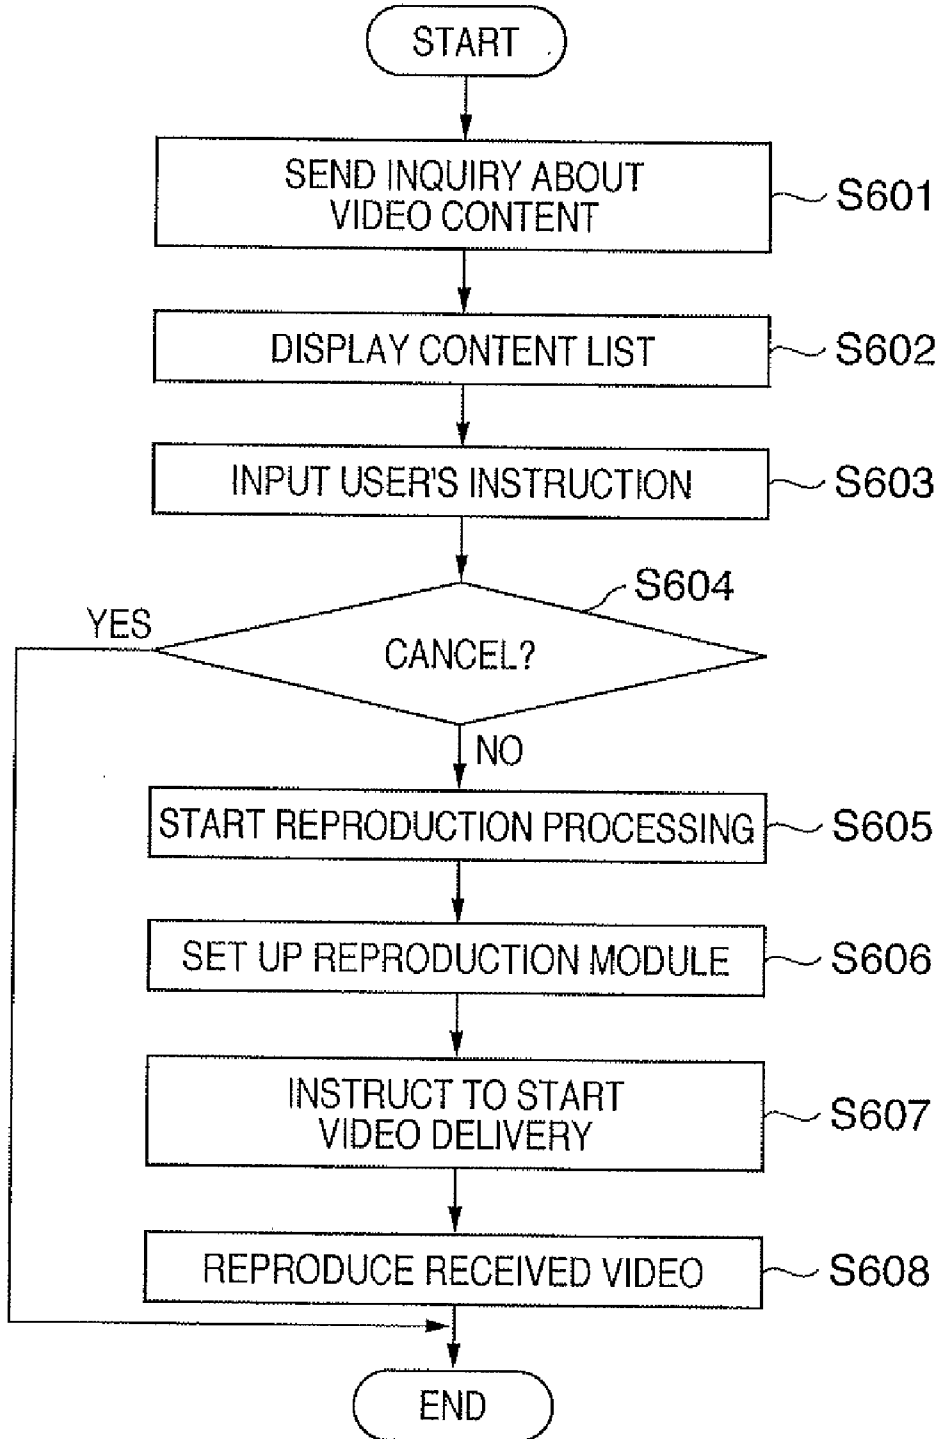 START
SEND INQUIRY ABOUT
VIDEO CONTENT
S601
DISPLAY CONTENT LIST
S602
INPUT USER'S INSTRUCTION
S603
S604
YES
CANCEL?
NO
START REPRODUCTION PROCESSING
S605
SET UP REPRODUCTION MODULE
S606
INSTRUCT TO START
VIDEO DELIVERY
S607
REPRODUCE RECEIVED VIDEO
S608
END